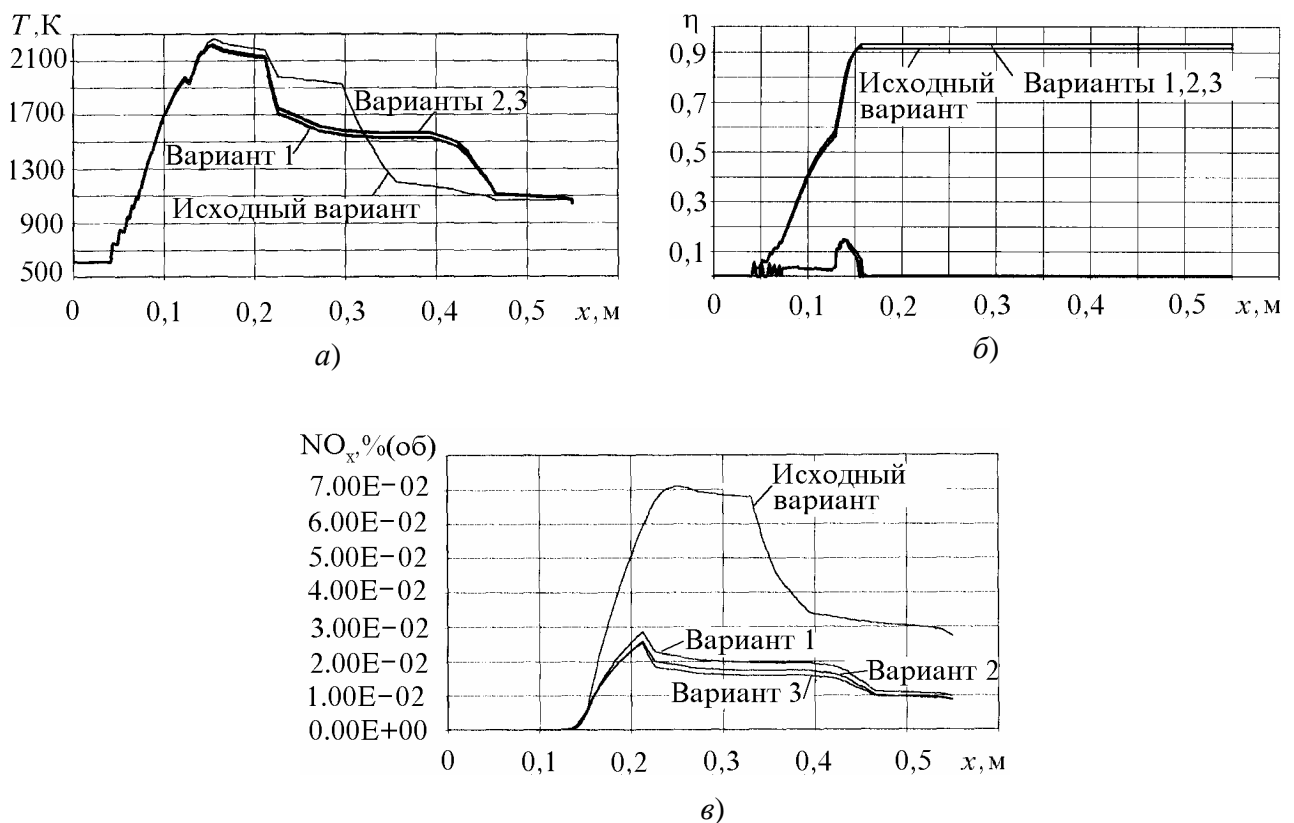 T,К
2100
1700
1300
900
500
0 0,1 0,2 0,3 0,4 0,5 x, м
Варианты 2,3
Вариант 1
Исходный вариант
а)
η
0,9
0,7
0,5
0,3
0,1
0 0,1 0,2 0,3 0,4 0,5 x, м
Исходный
вариант
Варианты 1,2,3
б)
NOx,%(об)
7.00E-02
6.00E-02
5.00E-02
4.00E-02
3.00E-02
2.00E-02
1.00E-02
0.00E+00
0 0,1 0,2 0,3 0,4 0,5 x, м
Исходный
вариант
Вариант 1
Вариант 2
Вариант 3
в)